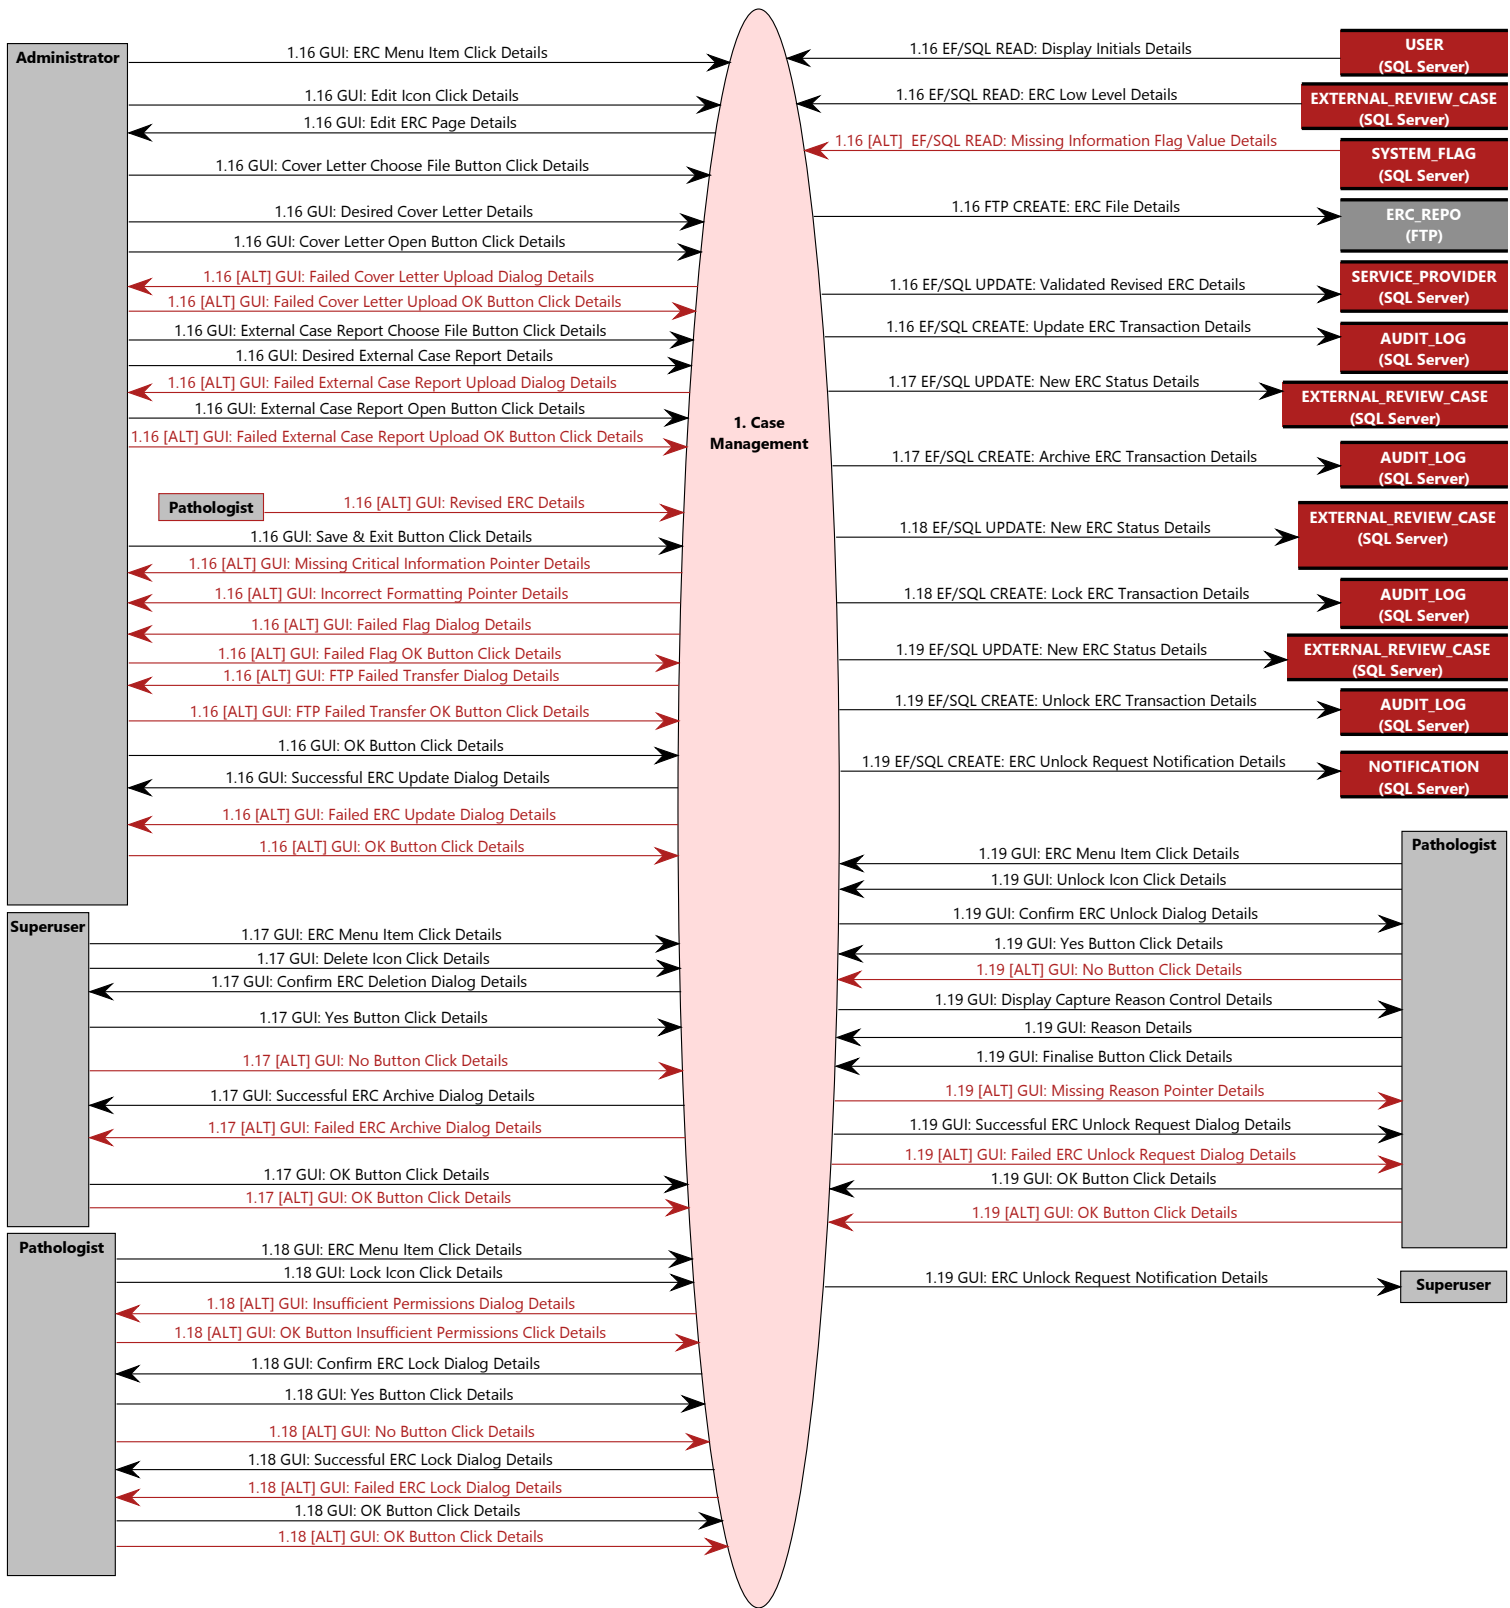 Administrator
1.16 GUI: ERC Menu Item Click Details
1.16 GUI: Edit Icon Click Details
1.16 GUI: Edit ERC Page Details
1.16 GUI: Cover Letter Choose File Button Click Details
1.16 GUI: Desired Cover Letter Details
1.16 GUI: Cover Letter Open Button Click Details
1.16 [ALT] GUI: Failed Cover Letter Upload Dialog Details
1.16 [ALT] GUI: Failed Cover Letter Upload OK Button Click Details
1.16 GUI: External Case Report Choose File Button Click Details
1.16 GUI: Desired External Case Report Details
1.16 [ALT] GUI: Failed External Case Report Upload Dialog Details
1.16 GUI: External Case Report Open Button Click Details
1.16 [ALT] GUI: Failed External Case Report Upload OK Button Click Details
Pathologist
1.16 [ALT] GUI: Revised ERC Details
1.16 GUI: Save & Exit Button Click Details
1.16 [ALT] GUI: Missing Critical Information Pointer Details
1.16 [ALT] GUI: Incorrect Formatting Pointer Details
1.16 [ALT] GUI: Failed Flag Dialog Details
1.16 [ALT] GUI: Failed Flag OK Button Click Details
1.16 [ALT] GUI: FTP Failed Transfer Dialog Details
1.16 [ALT] GUI: FTP Failed Transfer OK Button Click Details
1.16 GUI: OK Button Click Details
1.16 GUI: Successful ERC Update Dialog Details
1.16 [ALT] GUI: Failed ERC Update Dialog Details
1.16 [ALT] GUI: OK Button Click Details
Superuser
1.17 GUI: ERC Menu Item Click Details
1.17 GUI: Delete Icon Click Details
1.17 GUI: Confirm ERC Deletion Dialog Details
1.17 GUI: Yes Button Click Details
1.17 [ALT] GUI: No Button Click Details
1.17 GUI: Successful ERC Archive Dialog Details
1.17 [ALT] GUI: Failed ERC Archive Dialog Details
1.17 GUI: OK Button Click Details
1.17 [ALT] GUI: OK Button Click Details
Pathologist
1.18 GUI: ERC Menu Item Click Details
1.18 GUI: Lock Icon Click Details
1.18 [ALT] GUI: Insufficient Permissions Dialog Details
1.18 [ALT] GUI: OK Button Insufficient Permissions Click Details
1.18 GUI: Confirm ERC Lock Dialog Details
1.18 GUI: Yes Button Click Details
1.18 [ALT] GUI: No Button Click Details
1.18 GUI: Successful ERC Lock Dialog Details
1.18 [ALT] GUI: Failed ERC Lock Dialog Details
1.18 GUI: OK Button Click Details
1.18 [ALT] GUI: OK Button Click Details
1. Case
Management
1.16 EF/SQL READ: Display Initials Details
USER
(SQL Server)
1.16 EF/SQL READ: ERC Low Level Details
EXTERNAL_REVIEW_CASE
(SQL Server)
1.16 [ALT]  EF/SQL READ: Missing Information Flag Value Details
SYSTEM_FLAG
(SQL Server)
1.16 FTP CREATE: ERC File Details
ERC_REPO
(FTP)
1.16 EF/SQL UPDATE: Validated Revised ERC Details
SERVICE_PROVIDER
(SQL Server)
1.16 EF/SQL CREATE: Update ERC Transaction Details
AUDIT_LOG
(SQL Server)
1.17 EF/SQL UPDATE: New ERC Status Details
EXTERNAL_REVIEW_CASE
(SQL Server)
1.17 EF/SQL CREATE: Archive ERC Transaction Details
AUDIT_LOG
(SQL Server)
1.18 EF/SQL UPDATE: New ERC Status Details
EXTERNAL_REVIEW_CASE
(SQL Server)
1.18 EF/SQL CREATE: Lock ERC Transaction Details
AUDIT_LOG
(SQL Server)
1.19 EF/SQL UPDATE: New ERC Status Details
EXTERNAL_REVIEW_CASE
(SQL Server)
1.19 EF/SQL CREATE: Unlock ERC Transaction Details
AUDIT_LOG
(SQL Server)
1.19 EF/SQL CREATE: ERC Unlock Request Notification Details
NOTIFICATION
(SQL Server)
Pathologist
1.19 GUI: ERC Menu Item Click Details
1.19 GUI: Unlock Icon Click Details
1.19 GUI: Confirm ERC Unlock Dialog Details
1.19 GUI: Yes Button Click Details
1.19 [ALT] GUI: No Button Click Details
1.19 GUI: Display Capture Reason Control Details
1.19 GUI: Reason Details
1.19 GUI: Finalise Button Click Details
1.19 [ALT] GUI: Missing Reason Pointer Details
1.19 GUI: Successful ERC Unlock Request Dialog Details
1.19 [ALT] GUI: Failed ERC Unlock Request Dialog Details
1.19 GUI: OK Button Click Details
1.19 [ALT] GUI: OK Button Click Details
1.19 GUI: ERC Unlock Request Notification Details
Superuser